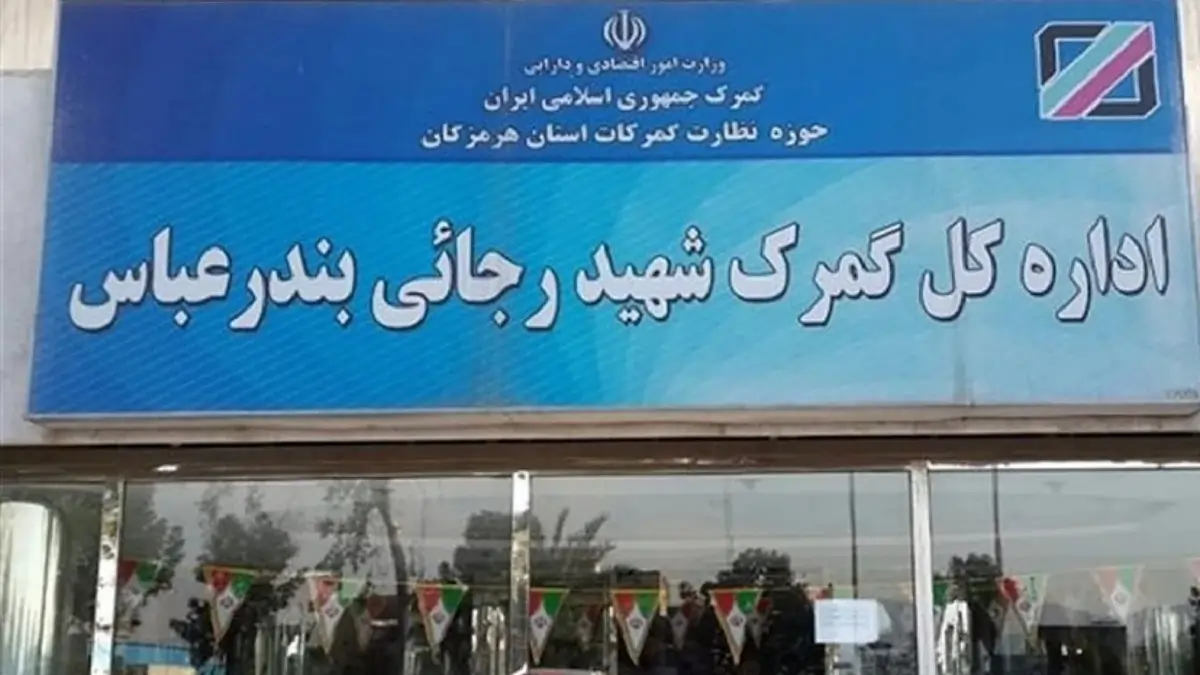 وزارت امور اقتصادی و دارایی
گمرک جمهوری اسلامی ایران
حوزه نظارت گمرکات استان هرمزگان
اداره کل گمرک شهید رجائی بندرعباس